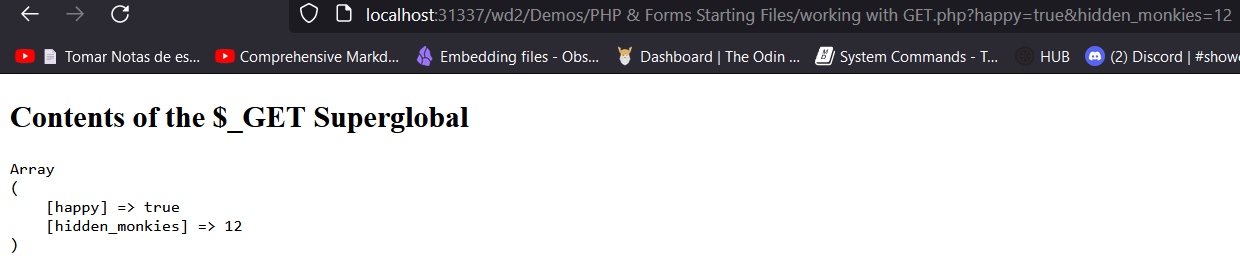 localhost:31337/wd2/Demos/PHP & Forms Starting Files/working with GET.php?happy=true&hidden_monkies=12
Tomar Notas de es... Comprehensive Markd... Embedding files - Obs... Dashboard | The Odin ... System Commands - T... HUB (2) Discord | #show
Contents of the $_GET Superglobal
Array
(
    [happy] => true
    [hidden_monkies] => 12
)